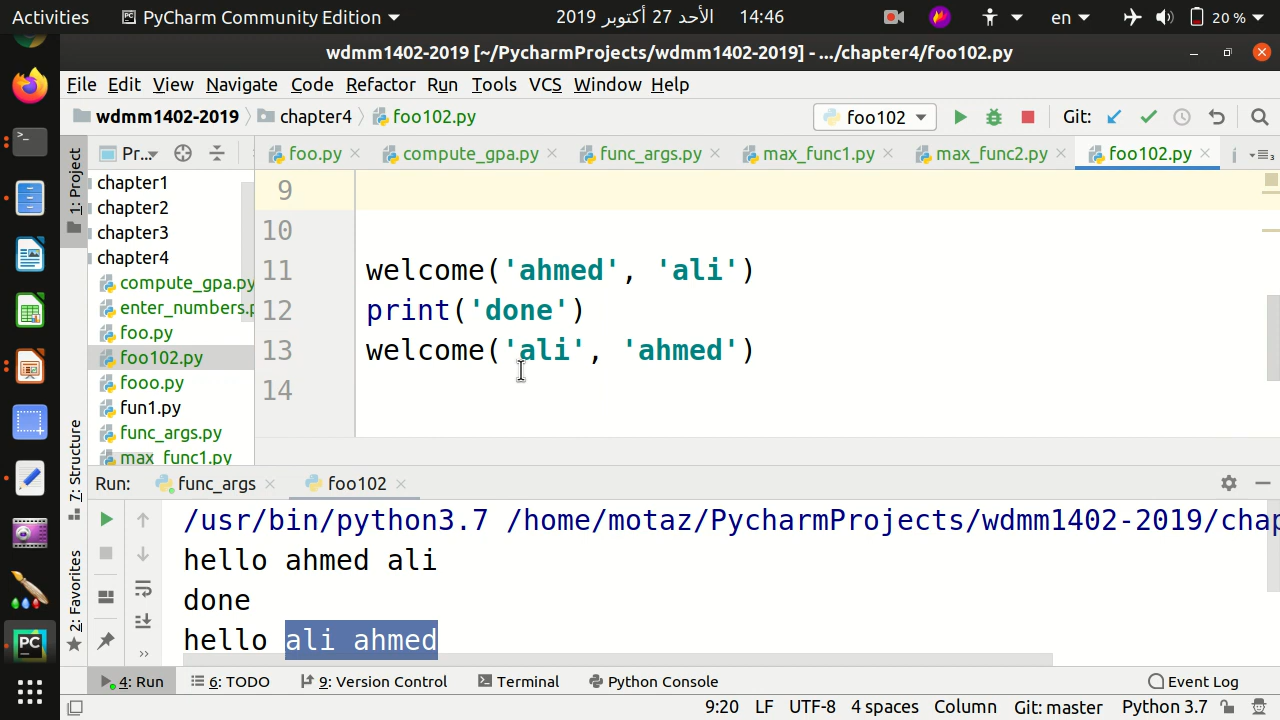 Activities PyCharm Community Edition الأحد 27 أكتوبر 2019 14:46 en 20 %
wdmm1402-2019 [~/PycharmProjects/wdmm1402-2019] - .../chapter4/foo102.py
File Edit View Navigate Code Refactor Run Tools VCS Window Help
wdmm1402-2019 chapter4 foo102.py foo102 Git:
1: Project Pr... foo.py compute_gpa.py func_args.py max_func1.py max_func2.py foo102.py
chapter1
chapter2
chapter3
chapter4
compute_gpa.py
enter_numbers.p
foo.py
foo102.py
fooo.py
fun1.py
func_args.py
max_func1.py
9
10
11 welcome('ahmed', 'ali')
12 print('done')
13 welcome('ali', 'ahmed')
14
7: Structure
2: Favorites
Run: func_args foo102
/usr/bin/python3.7 /home/motaz/PycharmProjects/wdmm1402-2019/chap
hello ahmed ali
done
hello ali ahmed
4: Run 6: TODO 9: Version Control Terminal Python Console Event Log
9:20 LF UTF-8 4 spaces Column Git: master Python 3.7